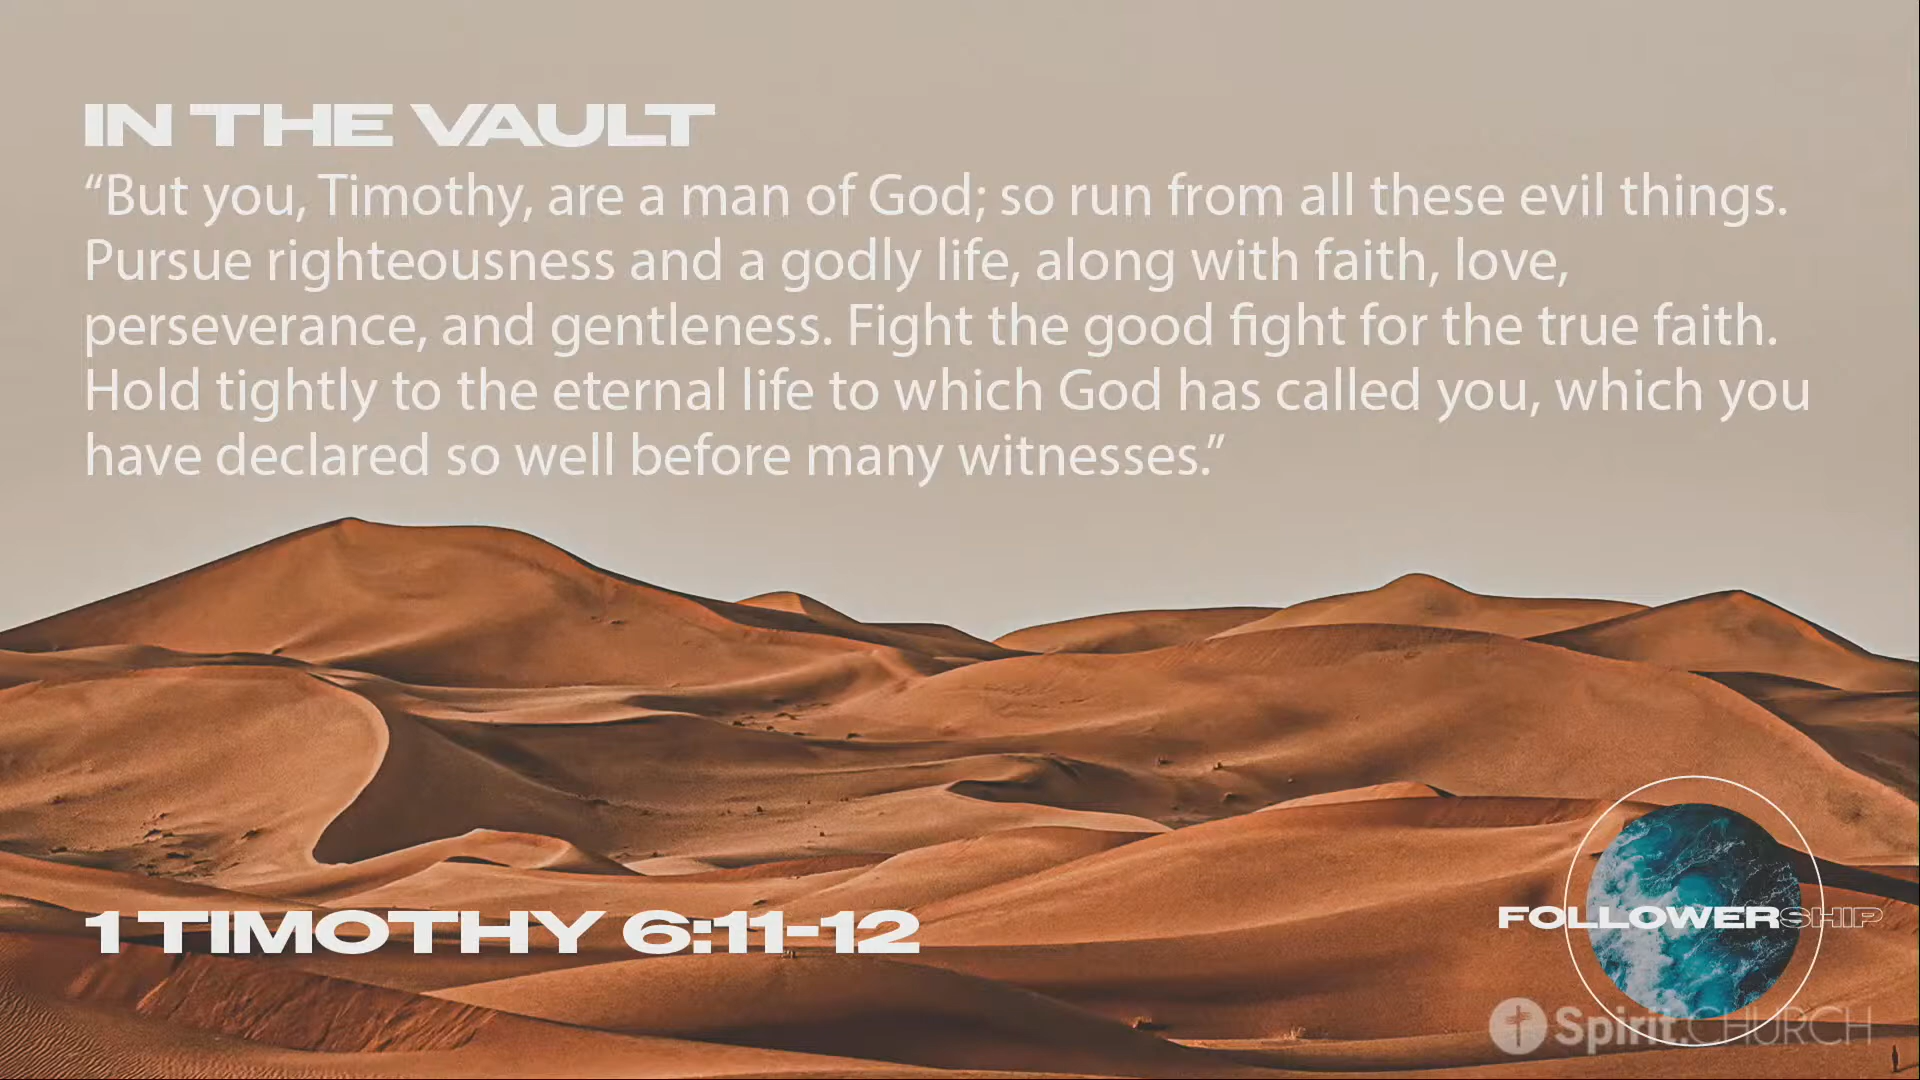 IN THE VAULT
“But you, Timothy, are a man of God; so run from all these evil things.
Pursue righteousness and a godly life, along with faith, love,
perseverance, and gentleness. Fight the good fight for the true faith.
Hold tightly to the eternal life to which God has called you, which you
have declared so well before many witnesses.”
1 TIMOTHY 6:11-12
FOLLOWERSHIP
Spirit.CHURCH